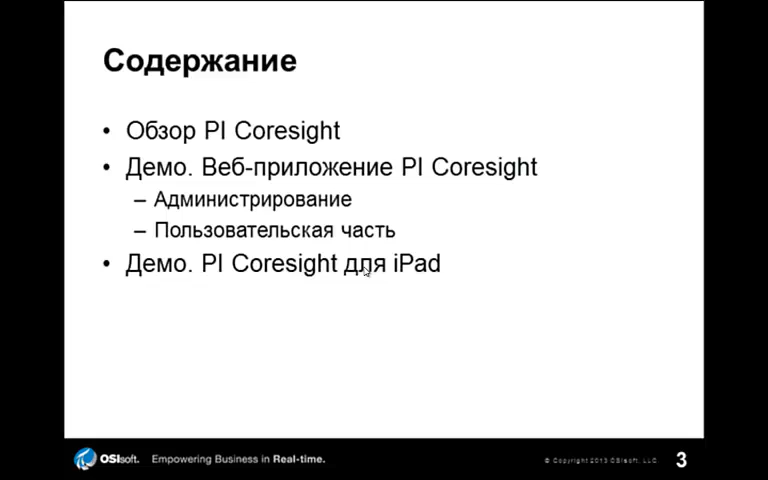 Содержание
• Обзор PI Coresight
• Демо. Веб-приложение PI Coresight
– Администрирование
– Пользовательская часть
• Демо. PI Coresight для iPad
OSIsoft. Empowering Business in Real-time. © Copyright 2013 OSIsoft, LLC. 3